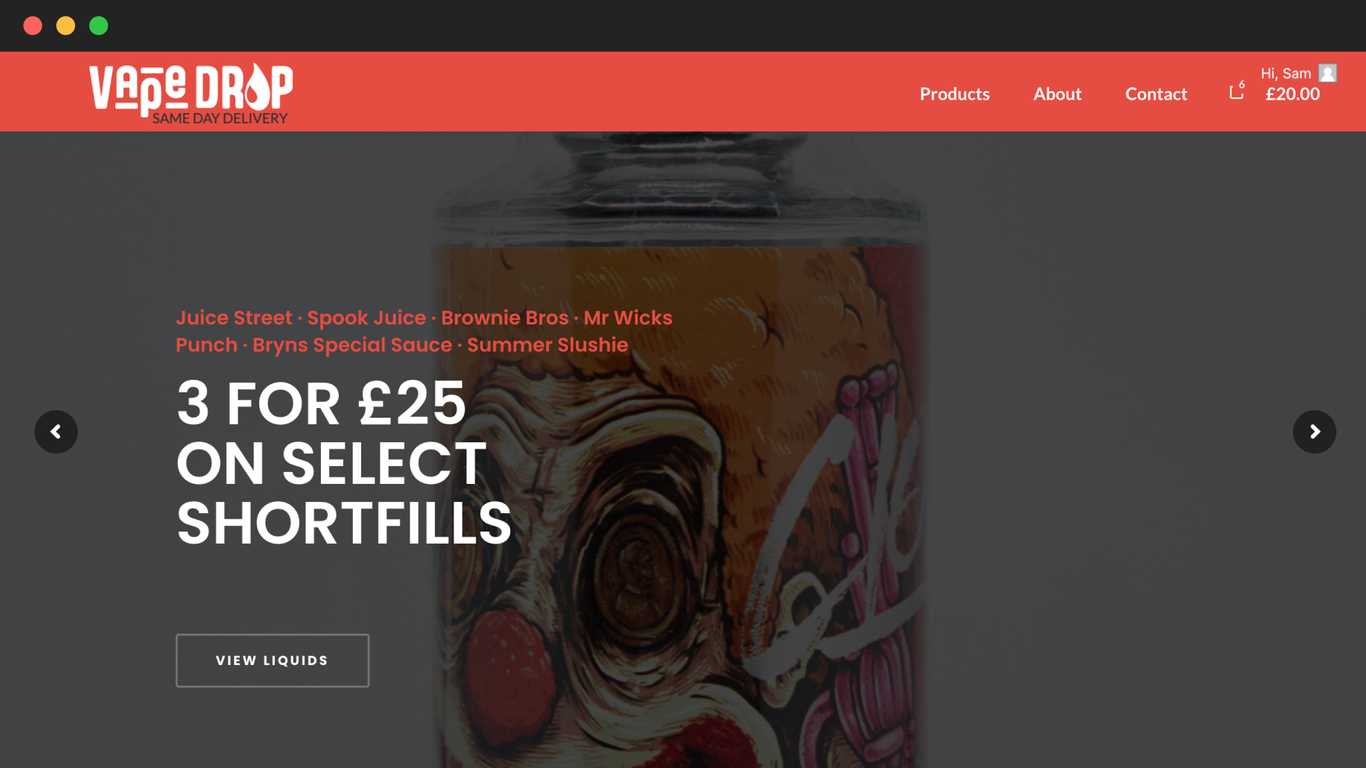 VAPE DROP
SAME DAY DELIVERY
Products
About
Contact
6
Hi, Sam
£20.00
Juice Street · Spook Juice · Brownie Bros · Mr Wicks
Punch · Bryns Special Sauce · Summer Slushie
3 FOR £25
ON SELECT
SHORTFILLS
VIEW LIQUIDS